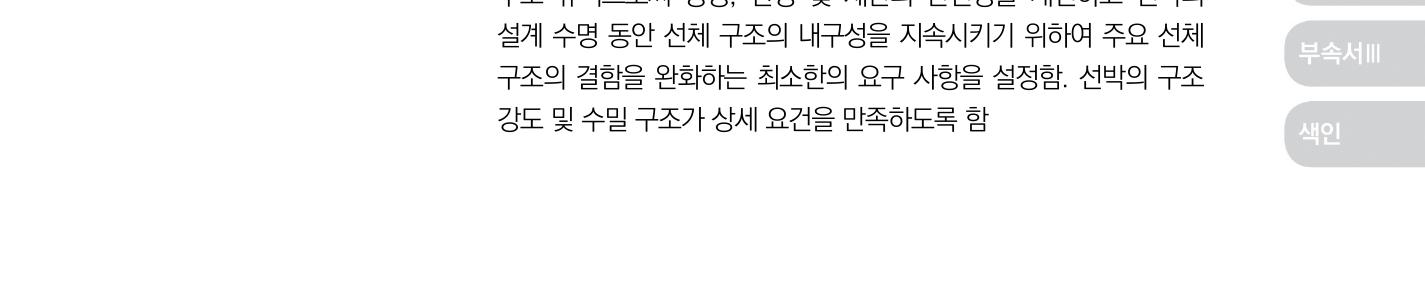 설계 수명 동안 선체 구조의 내구성을 지속시키기 위하여 주요 선체
구조의 결함을 완화하는 최소한의 요구 사항을 설정함. 선박의 구조
강도 및 수밀 구조가 상세 요건을 만족하도록 함
부속서Ⅲ
색인